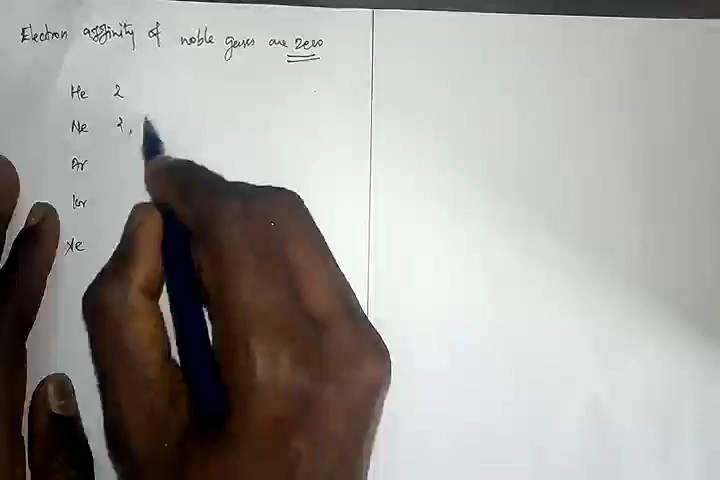 Electron affinity of noble gases are zero
He 2
Ne 2,
Ar
Kr
Xe